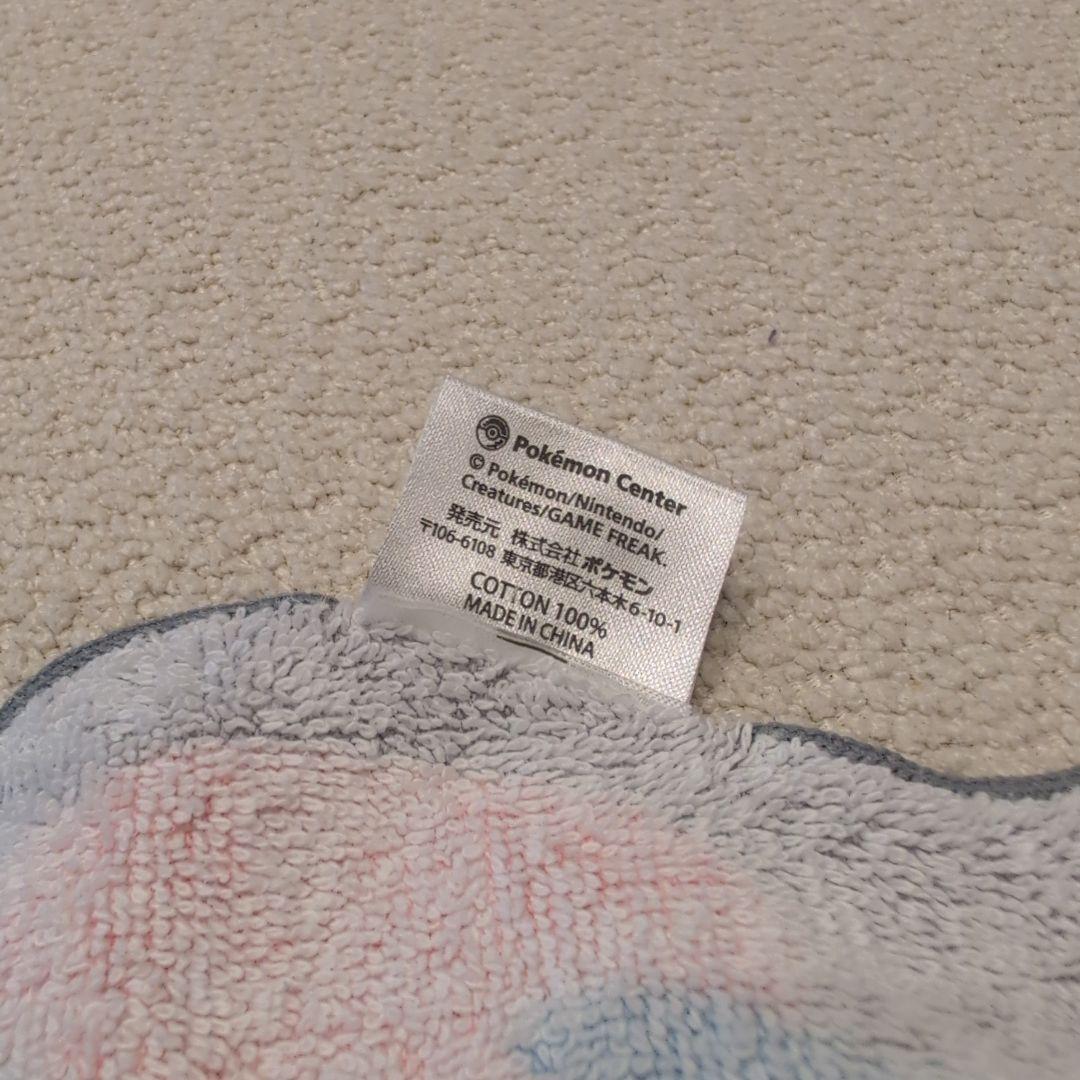 Pokémon Center
© Pokémon/Nintendo/
Creatures/GAME FREAK.
発売元 株式会社ポケモン
〒106-6108 東京都港区六本木6-10-1
COTTON 100%
MADE IN CHINA